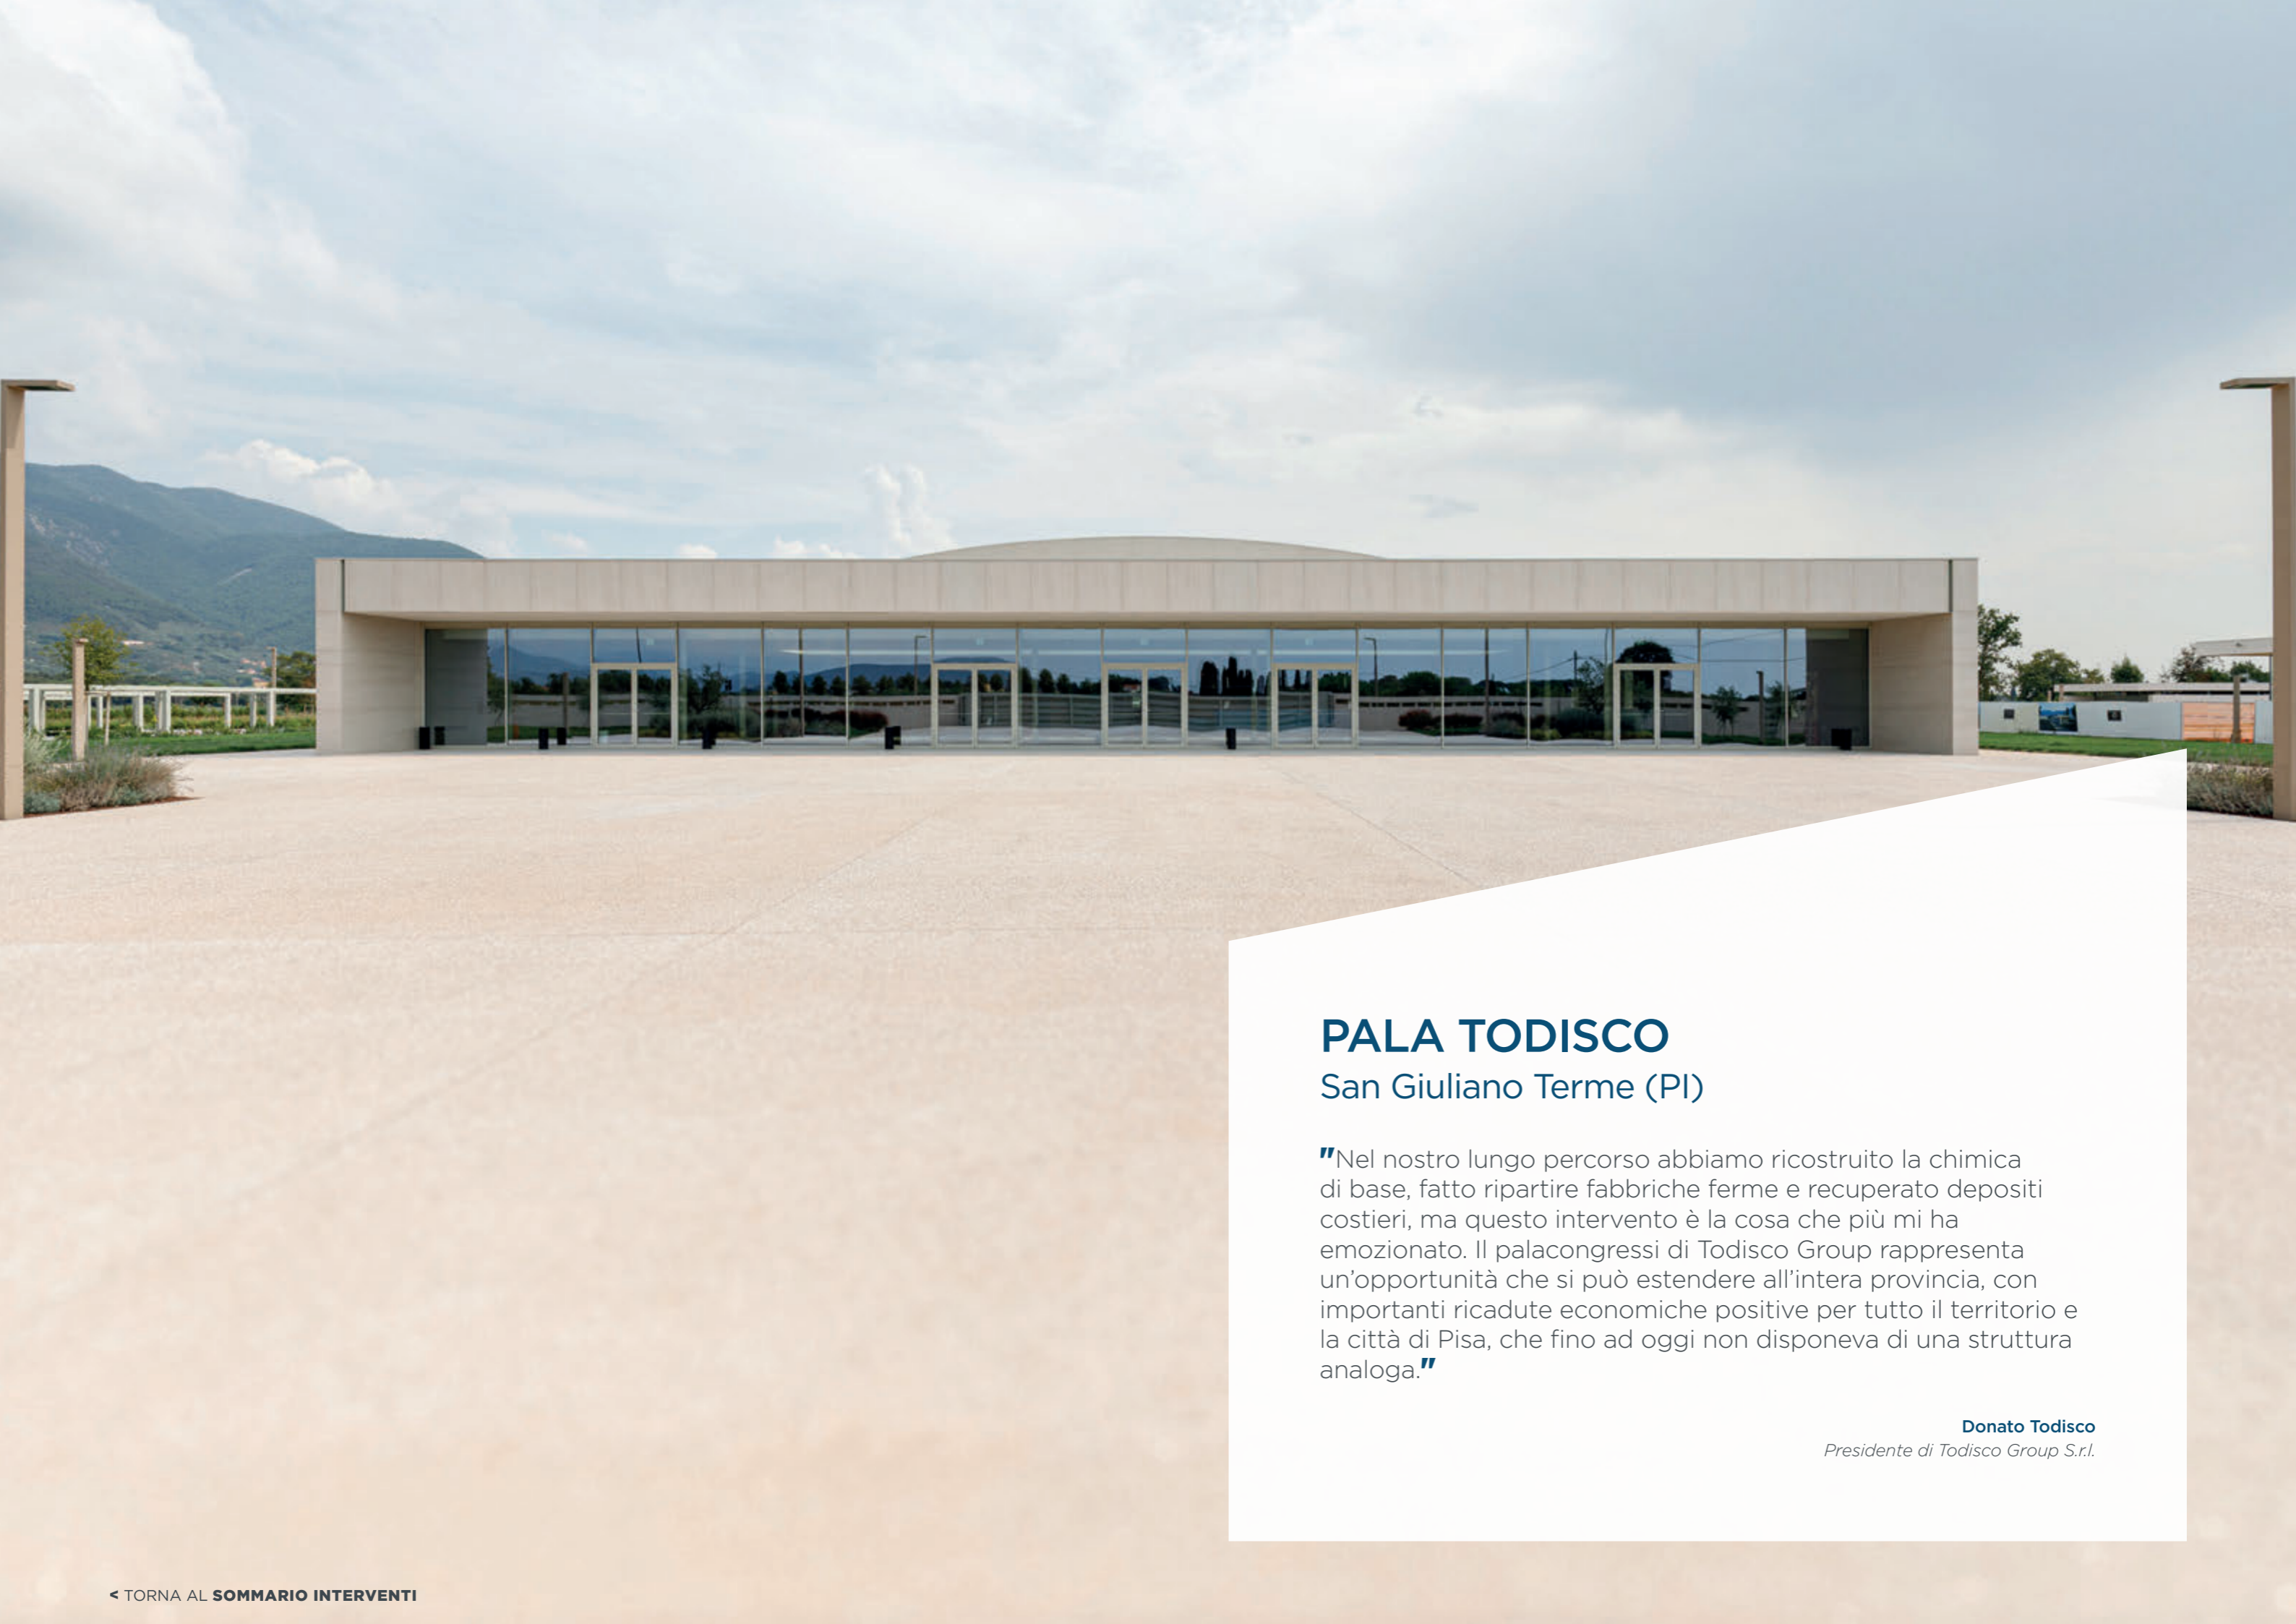 PALA TODISCO
San Giuliano Terme (PI)
"Nel nostro lungo percorso abbiamo ricostruito la chimica
di base, fatto ripartire fabbriche ferme e recuperato depositi
costieri, ma questo intervento è la cosa che più mi ha
emozionato. Il palacongressi di Todisco Group rappresenta
un’opportunità che si può estendere all’intera provincia, con
importanti ricadute economiche positive per tutto il territorio e
la città di Pisa, che fino ad oggi non disponeva di una struttura
analoga."
Donato Todisco
Presidente di Todisco Group S.r.l.
< TORNA AL SOMMARIO INTERVENTI